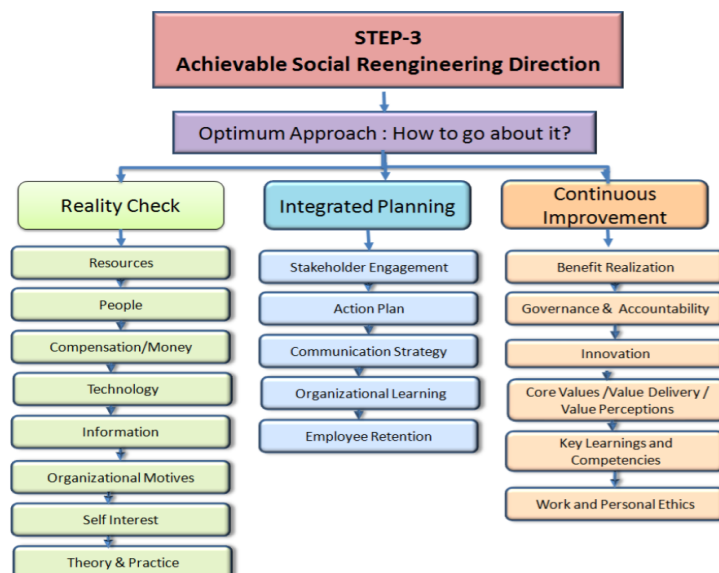 STEP-3
Achievable Social Reengineering Direction
Optimum Approach : How to go about it?
Reality Check
Resources
People
Compensation/Money
Technology
Information
Organizational Motives
Self Interest
Theory & Practice
Integrated Planning
Stakeholder Engagement
Action Plan
Communication Strategy
Organizational Learning
Employee Retention
Continuous
Improvement
Benefit Realization
Governance & Accountability
Innovation
Core Values /Value Delivery /
Value Perceptions
Key Learnings and
Competencies
Work and Personal Ethics